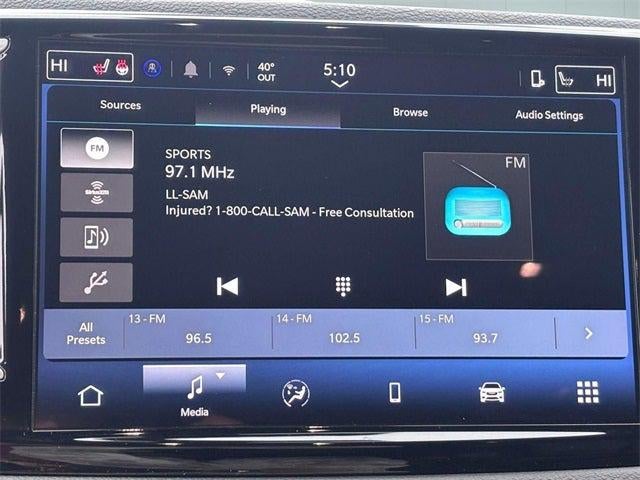 HI
40°
OUT
5:10
HI
Sources
Playing
Browse
Audio Settings
FM
SiriusXM
SPORTS
97.1 MHz
LL-SAM
Injured? 1-800-CALL-SAM - Free Consultation
FM
All
Presets
13 - FM
96.5
14 - FM
102.5
15 - FM
93.7
Media